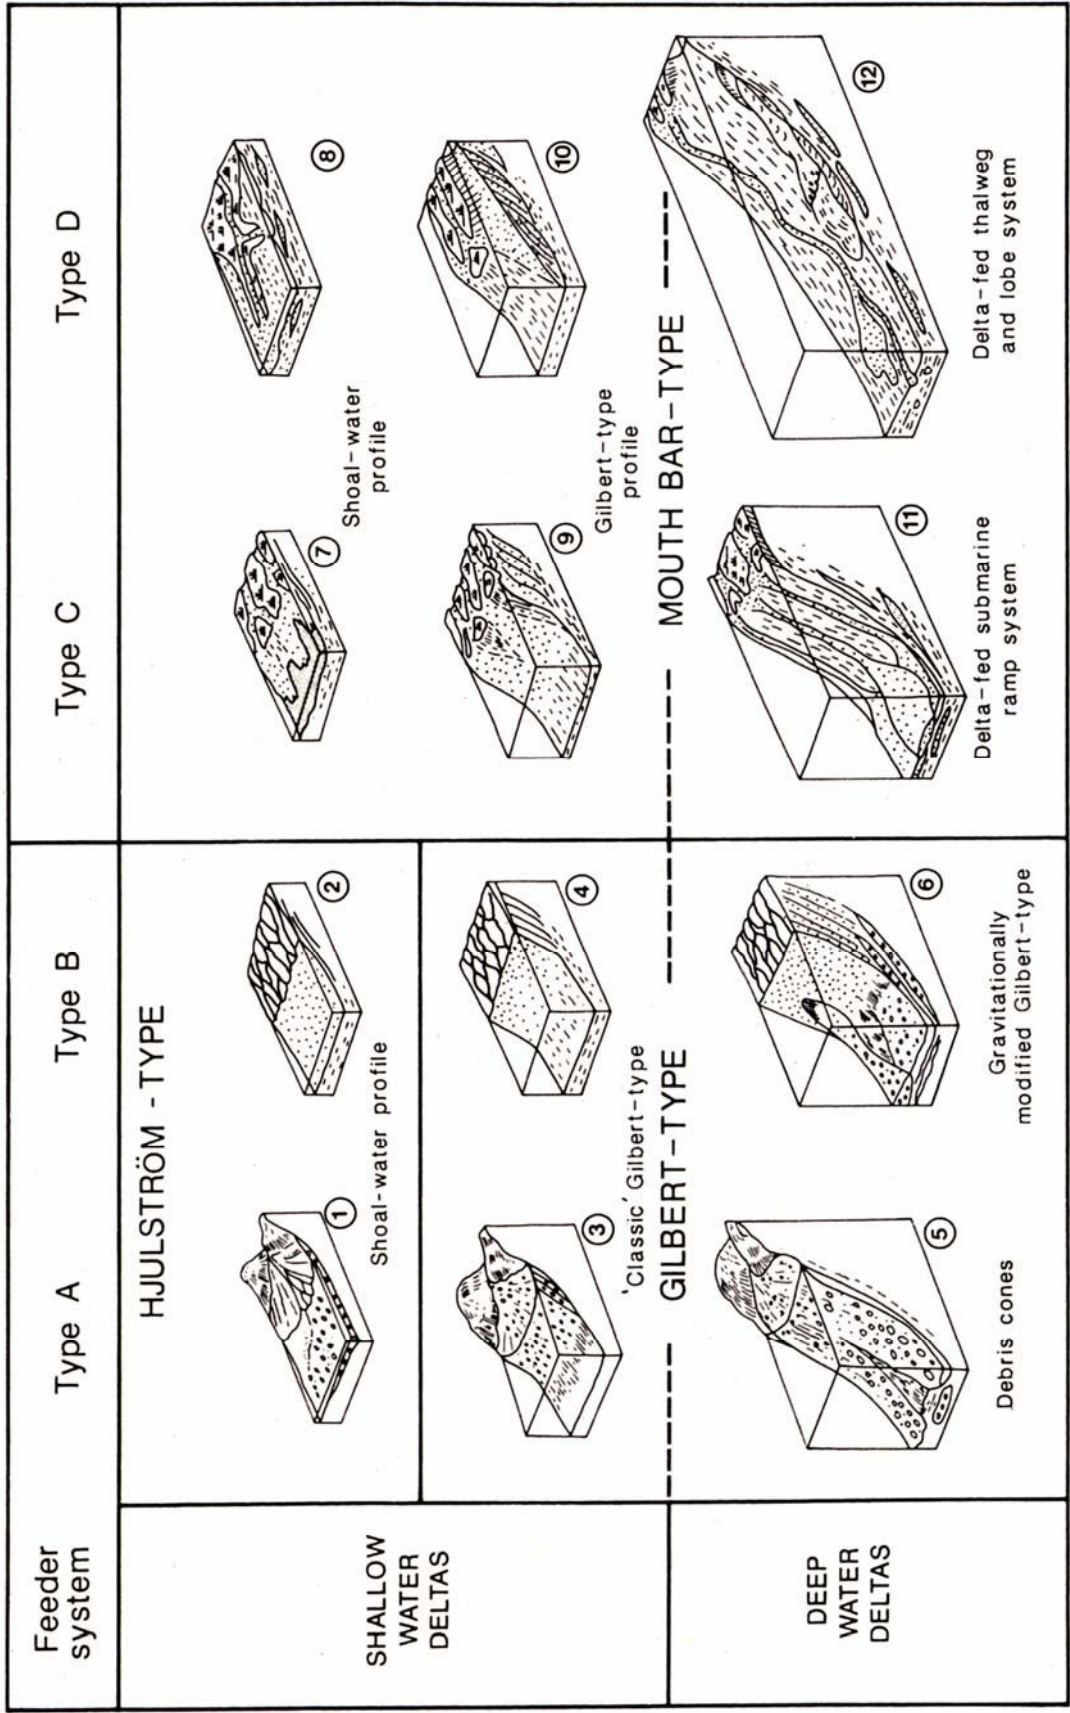 Feeder
system
Type A
Type B
Type C
Type D
SHALLOW
WATER
DELTAS
HJULSTRÖM - TYPE
1
Shoal-water profile
2
7
Shoal-water
profile
8
3
'Classic' Gilbert-type
4
9
Gilbert-type
profile
10
GILBERT-TYPE
MOUTH BAR-TYPE
DEEP
WATER
DELTAS
5
Debris cones
6
Gravitationally
modified Gilbert-type
11
Delta-fed submarine
ramp system
12
Delta-fed thalweg
and lobe system